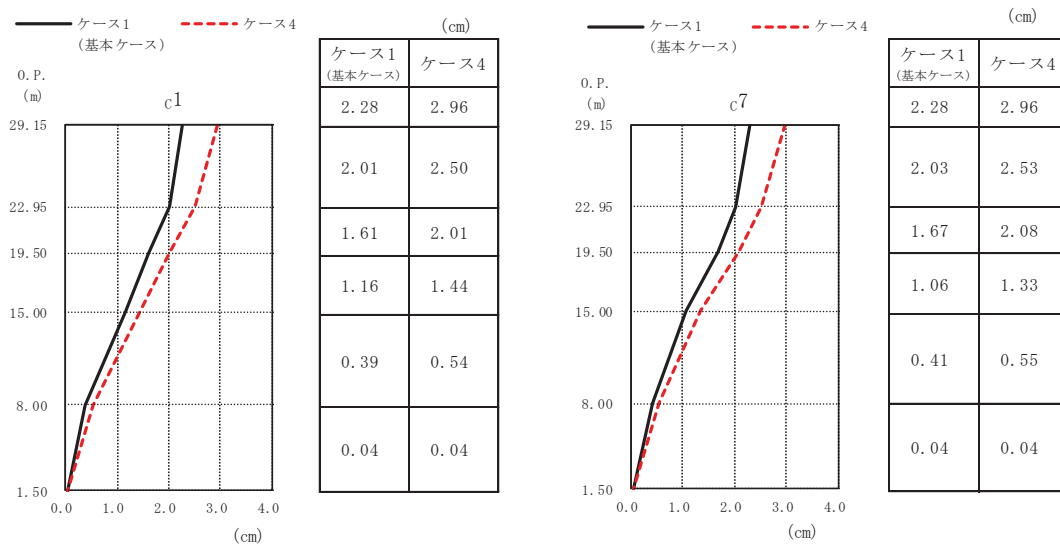 ケース1 ケース4
(基本ケース)
(cm)
ケース1 ケース4
(基本ケース)
2.28 2.96
2.01 2.50
1.61 2.01
1.16 1.44
0.39 0.54
0.04 0.04
O.P.
(m)
C1
29.15
22.95
19.50
15.00
8.00
1.50
0.0 1.0 2.0 3.0 4.0
(cm)
ケース1 ケース4
(基本ケース)
(cm)
ケース1 ケース4
(基本ケース)
2.28 2.96
2.03 2.53
1.67 2.08
1.06 1.33
0.41 0.55
0.04 0.04
O.P.
(m)
C7
29.15
22.95
19.50
15.00
8.00
1.50
0.0 1.0 2.0 3.0 4.0
(cm)